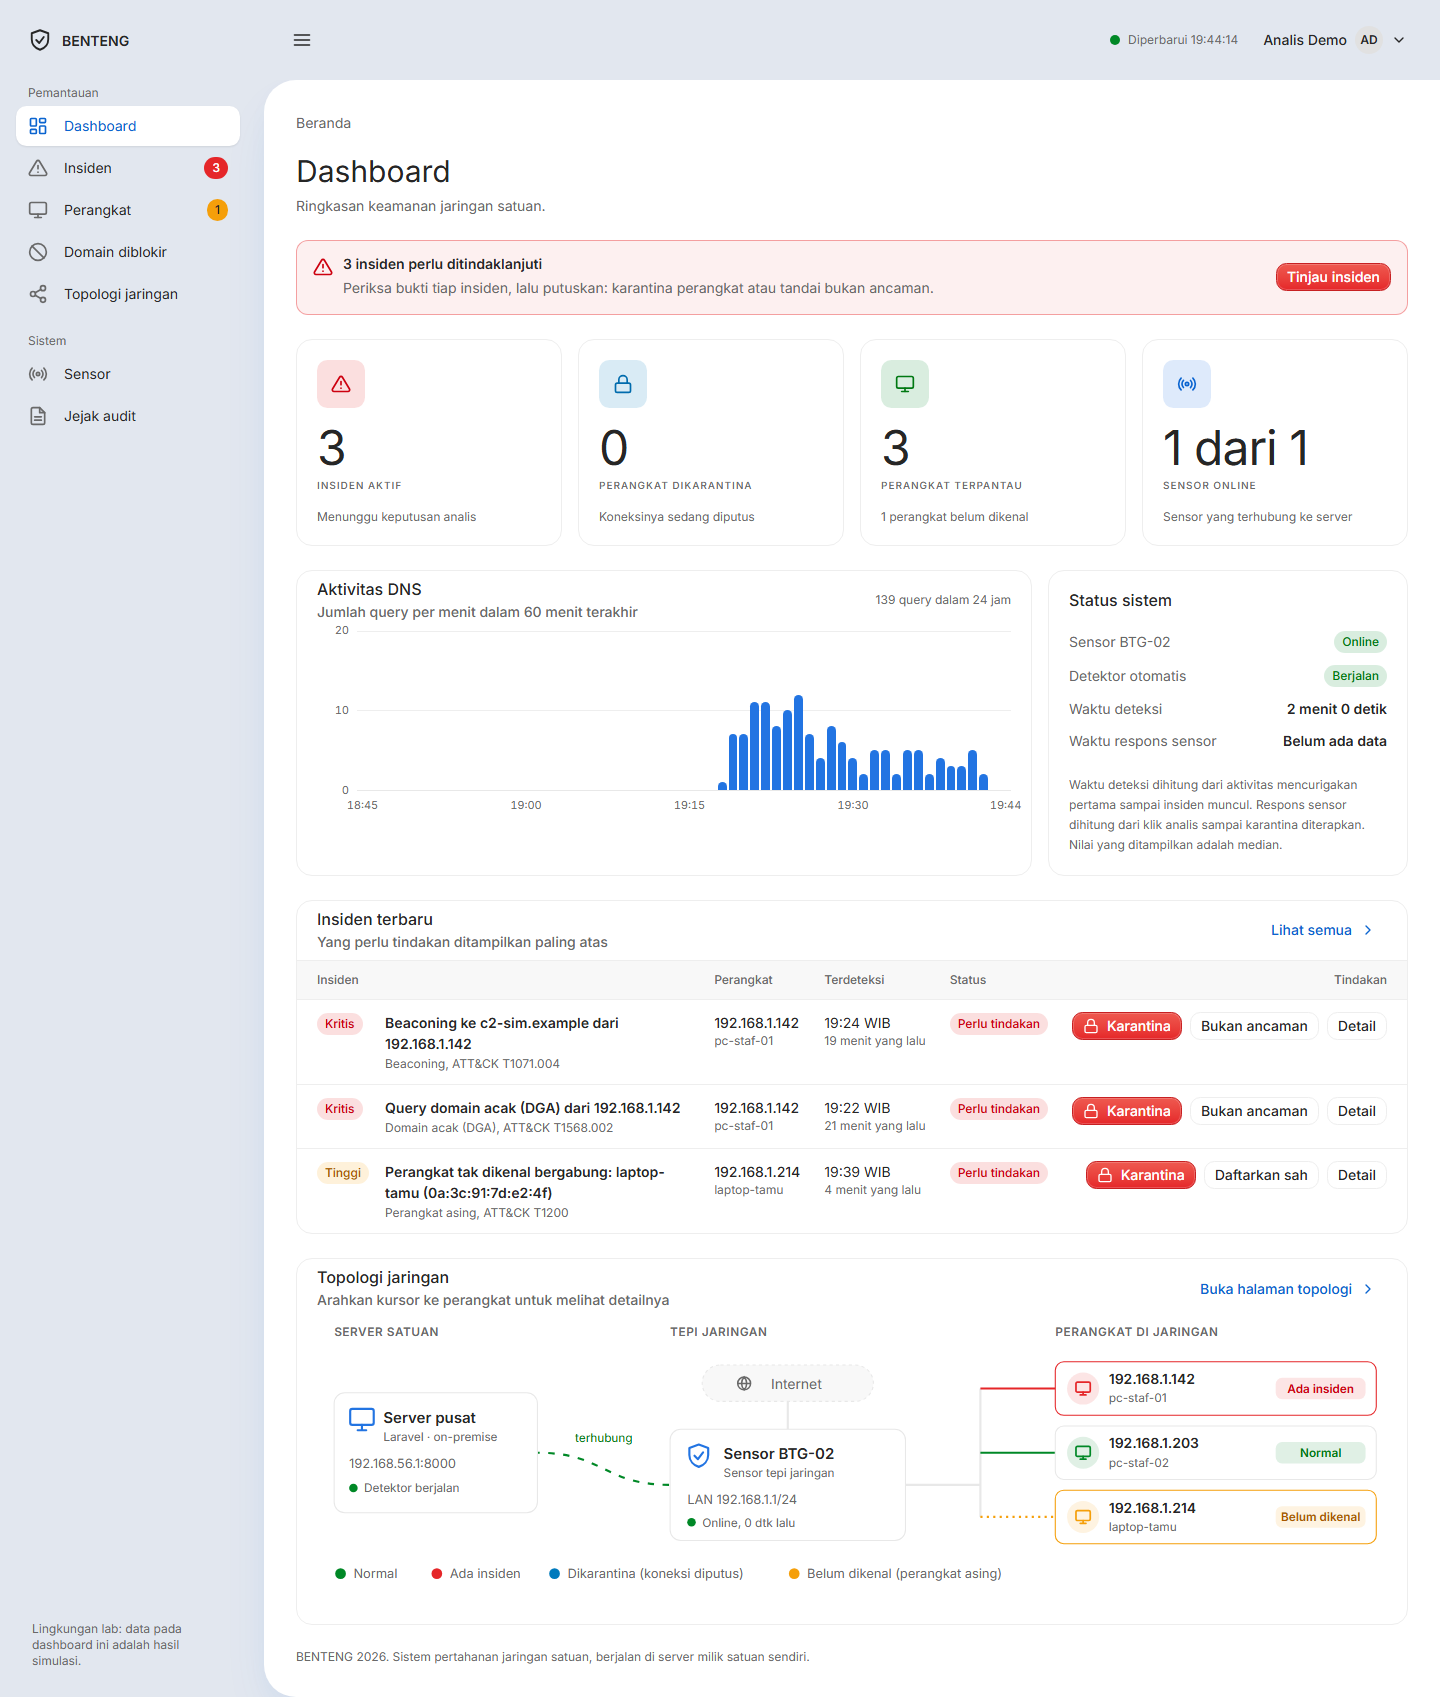 BENTENG
Diperbarui 19:44:14
Analis Demo
AD
Pemantauan
Dashboard
Insiden
3
Perangkat
1
Domain diblokir
Topologi jaringan
Sistem
Sensor
Jejak audit
Lingkungan lab: data pada
dashboard ini adalah hasil
simulasi.
Beranda
Dashboard
Ringkasan keamanan jaringan satuan.
3 insiden perlu ditindaklanjuti
Periksa bukti tiap insiden, lalu putuskan: karantina perangkat atau tandai bukan ancaman.
Tinjau insiden
3
INSIDEN AKTIF
Menunggu keputusan analis
0
PERANGKAT DIKARANTINA
Koneksinya sedang diputus
3
PERANGKAT TERPANTAU
1 perangkat belum dikenal
1 dari 1
SENSOR ONLINE
Sensor yang terhubung ke server
Aktivitas DNS
Jumlah query per menit dalam 60 menit terakhir
139 query dalam 24 jam
20
10
0
18:45 19:00 19:15 19:30 19:44
Status sistem
Sensor BTG-02 Online
Detektor otomatis Berjalan
Waktu deteksi 2 menit 0 detik
Waktu respons sensor Belum ada data
Waktu deteksi dihitung dari aktivitas mencurigakan
pertama sampai insiden muncul. Respons sensor
dihitung dari klik analis sampai karantina diterapkan.
Nilai yang ditampilkan adalah median.
Insiden terbaru
Yang perlu tindakan ditampilkan paling atas
Lihat semua
Insiden Perangkat Terdeteksi Status Tindakan
Kritis Beaconing ke c2-sim.example dari 192.168.1.142 19:24 WIB Perlu tindakan Karantina Bukan ancaman Detail
192.168.1.142 pc-staf-01 19 menit yang lalu
Beaconing, ATT&CK T1071.004
Kritis Query domain acak (DGA) dari 192.168.1.142 192.168.1.142 19:22 WIB Perlu tindakan Karantina Bukan ancaman Detail
Domain acak (DGA), ATT&CK T1568.002 pc-staf-01 21 menit yang lalu
Tinggi Perangkat tak dikenal bergabung: laptop- 192.168.1.214 19:39 WIB Perlu tindakan Karantina Daftarkan sah Detail
tamu (0a:3c:91:7d:e2:4f) laptop-tamu 4 menit yang lalu
Perangkat asing, ATT&CK T1200
Topologi jaringan
Arahkan kursor ke perangkat untuk melihat detailnya
Buka halaman topologi
SERVER SATUAN
TEPI JARINGAN
PERANGKAT DI JARINGAN
Server pusat
Laravel · on-premise
192.168.56.1:8000
Detektor berjalan
terhubung
Internet
Sensor BTG-02
Sensor tepi jaringan
LAN 192.168.1.1/24
Online, 0 dtk lalu
192.168.1.142
pc-staf-01
Ada insiden
192.168.1.203
pc-staf-02
Normal
192.168.1.214
laptop-tamu
Belum dikenal
Normal Ada insiden Dikarantina (koneksi diputus) Belum dikenal (perangkat asing)
BENTENG 2026. Sistem pertahanan jaringan satuan, berjalan di server milik satuan sendiri.